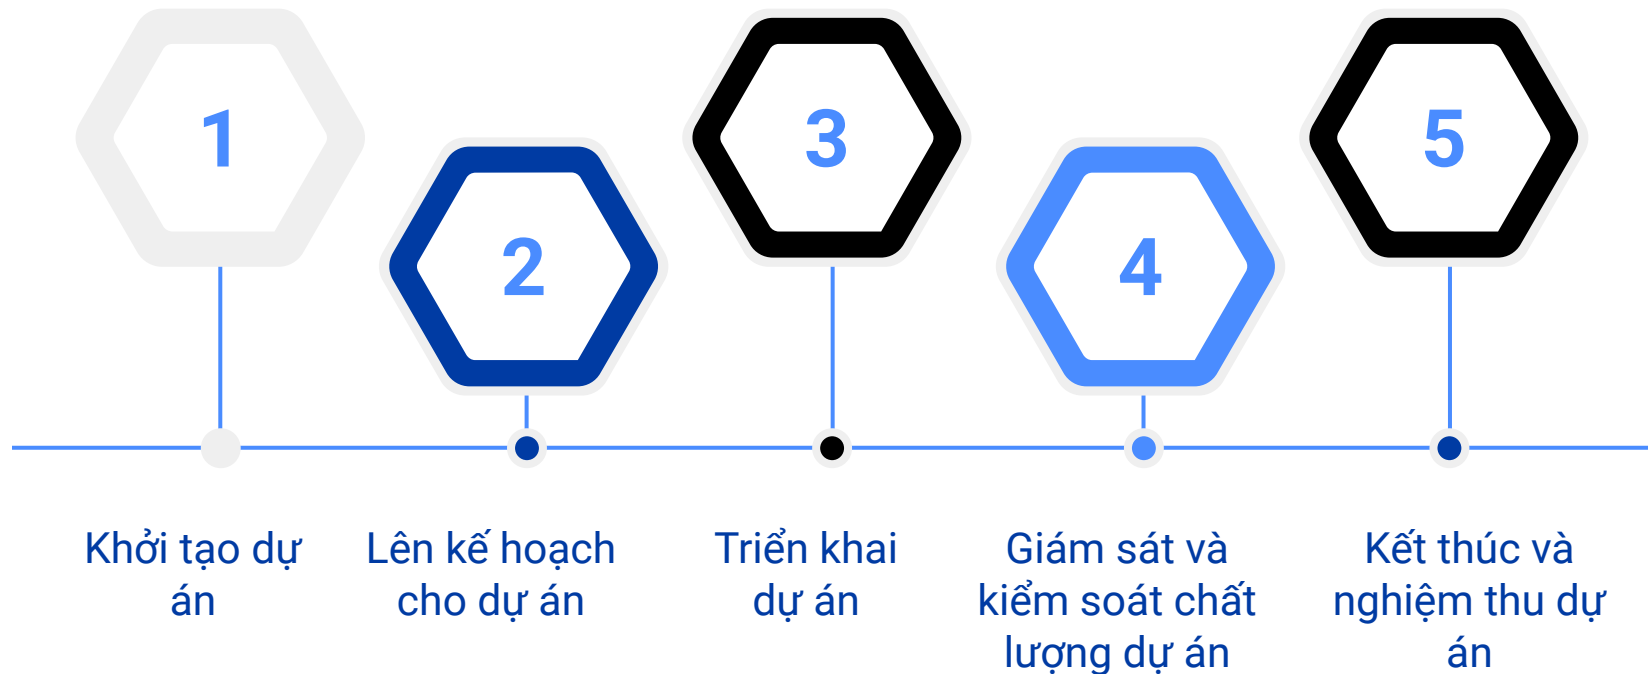 1
2
3
4
5
Khởi tạo dự
án
Lên kế hoạch
cho dự án
Triển khai
dự án
Giám sát và
kiểm soát chất
lượng dự án
Kết thúc và
nghiệm thu dự
án